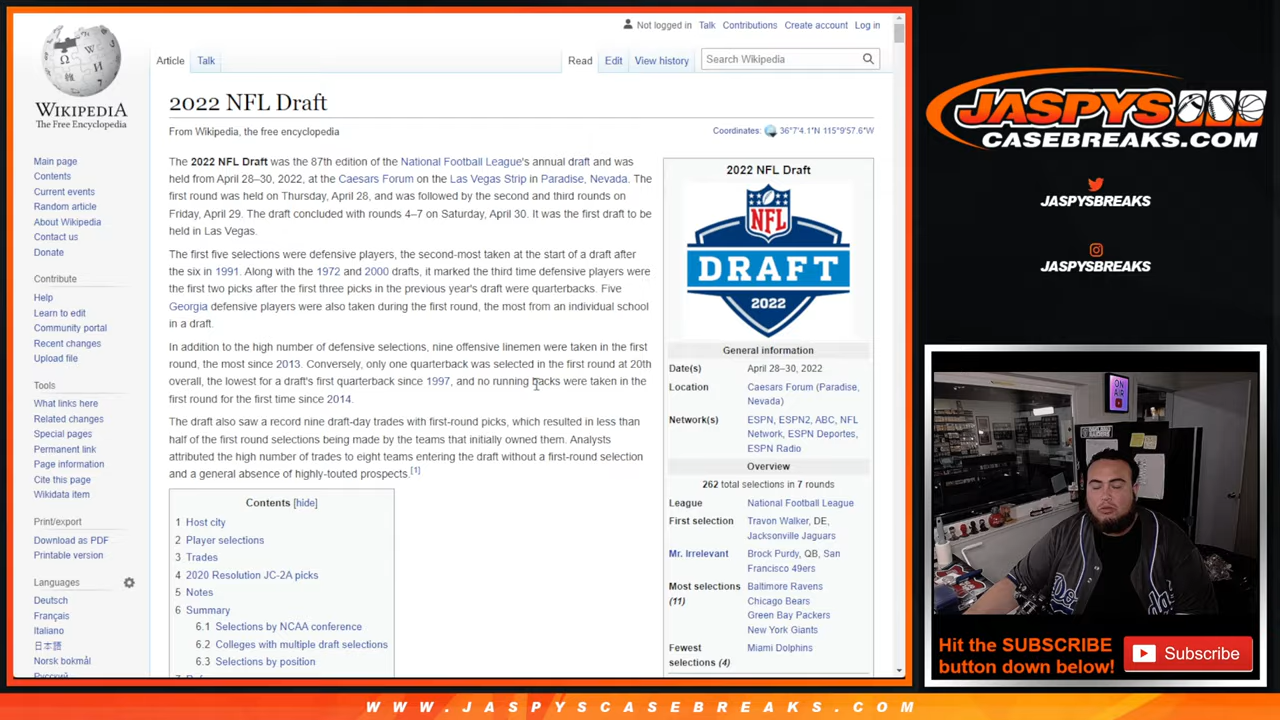 Not logged in Talk Contributions Create account Log in
Article Talk
Read Edit View history Search Wikipedia
WIKIPEDIA
The Free Encyclopedia
Main page
Contents
Current events
Random article
About Wikipedia
Contact us
Donate
Contribute
Help
Learn to edit
Community portal
Recent changes
Upload file
Tools
What links here
Related changes
Special pages
Permanent link
Page information
Cite this page
Wikidata item
Print/export
Download as PDF
Printable version
Languages
Deutsch
Français
Italiano
日本語
Norsk bokmål
Русский
2022 NFL Draft
From Wikipedia, the free encyclopedia
Coordinates: 36°7′4.1″N 115°9′57.6″W
The 2022 NFL Draft was the 87th edition of the National Football League's annual draft and was
held from April 28–30, 2022, at the Caesars Forum on the Las Vegas Strip in Paradise, Nevada. The
first round was held on Thursday, April 28, and was followed by the second and third rounds on
Friday, April 29. The draft concluded with rounds 4–7 on Saturday, April 30. It was the first draft to be
held in Las Vegas.
The first five selections were defensive players, the second-most taken at the start of a draft after
the six in 1991. Along with the 1972 and 2000 drafts, it marked the third time defensive players were
the first two picks after the first three picks in the previous year's draft were quarterbacks. Five
Georgia defensive players were also taken during the first round, the most from an individual school
in a draft.
In addition to the high number of defensive selections, nine offensive linemen were taken in the first
round, the most since 2013. Conversely, only one quarterback was selected in the first round at 20th
overall, the lowest for a draft's first quarterback since 1997, and no running backs were taken in the
first round for the first time since 2014.
The draft also saw a record nine draft-day trades with first-round picks, which resulted in less than
half of the first round selections being made by the teams that initially owned them. Analysts
attributed the high number of trades to eight teams entering the draft without a first-round selection
and a general absence of highly-touted prospects.[1]
Contents [hide]
1 Host city
2 Player selections
3 Trades
4 2020 Resolution JC-2A picks
5 Notes
6 Summary
6.1 Selections by NCAA conference
6.2 Colleges with multiple draft selections
6.3 Selections by position
2022 NFL Draft
NFL
DRAFT
2022
General information
Date(s) April 28–30, 2022
Location Caesars Forum (Paradise,
Nevada)
Network(s) ESPN, ESPN2, ABC, NFL
Network, ESPN Deportes,
ESPN Radio
Overview
262 total selections in 7 rounds
League National Football League
First selection Travon Walker, DE,
Jacksonville Jaguars
Mr. Irrelevant Brock Purdy, QB, San
Francisco 49ers
Most selections Baltimore Ravens
(11) Chicago Bears
Green Bay Packers
New York Giants
Fewest Miami Dolphins
selections (4)
JASPYS
CASEBREAKS.COM
JASPYSBREAKS
JASPYSBREAKS
ON
AIR
Hit the SUBSCRIBE
button down below!
Subscribe
WWW.JASPYSCASEBREAKS.COM